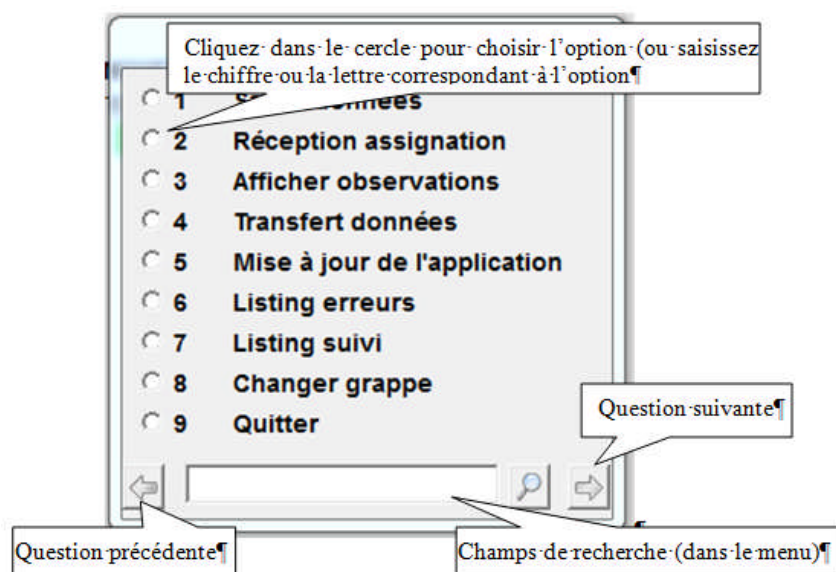 Cliquez dans le cercle pour choisir l'option (ou saisissez
le chiffre ou la lettre correspondant à l'option¶
1 données
2 Réception assignation
3 Afficher observations
4 Transfert données
5 Mise à jour de l'application
6 Listing erreurs
7 Listing suivi
8 Changer grappe
9 Quitter
Question suivante¶
Question précédente¶
Champs de recherche (dans le menu)¶